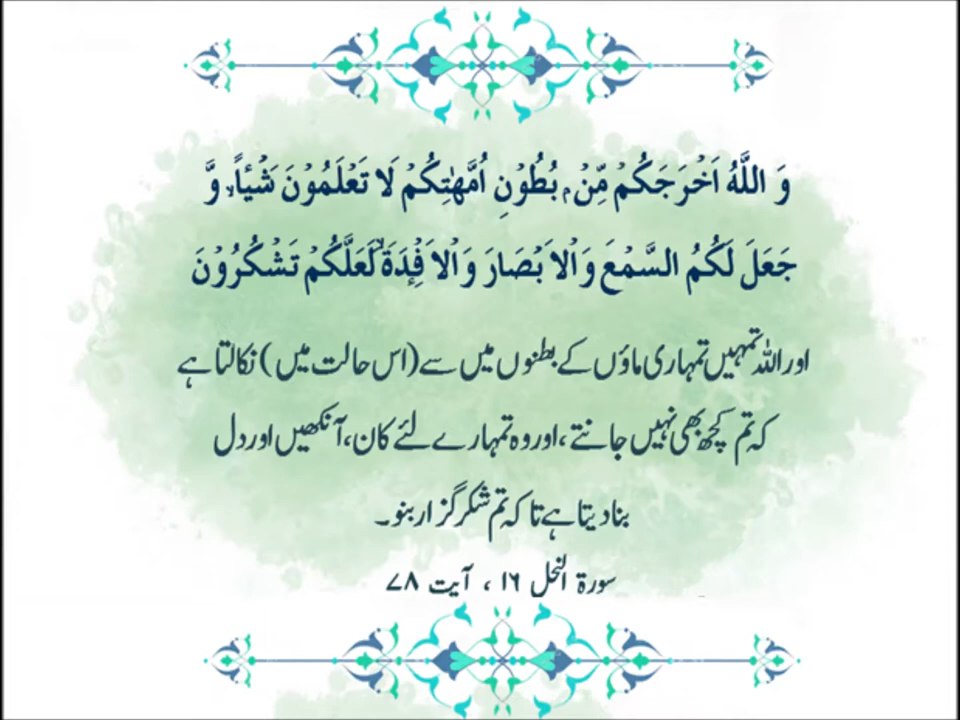 وَ اللّٰهُ اَخْرَجَكُمْ مِّنْۢ بُطُوْنِ اُمَّهٰتِكُمْ لَا تَعْلَمُوْنَ شَيْـًٔاۙ وَّ
جَعَلَ لَكُمُ السَّمْعَ وَ الْاَبْصَارَ وَ الْاَفْـِٕدَةَۙ لَعَلَّكُمْ تَشْكُرُوْنَ
اور اللہ تمہیں تمہاری ماؤں کے بطنوں میں سے (اس حالت میں) نکالتا ہے
کہ تم کچھ بھی نہیں جانتے، اور وہ تمہارے لئے کان، آنکھیں اور دل
بنا دیتا ہے تا کہ تم شکر گزار بنو۔
سورة النحل ١٦ ، آیت ٧٨